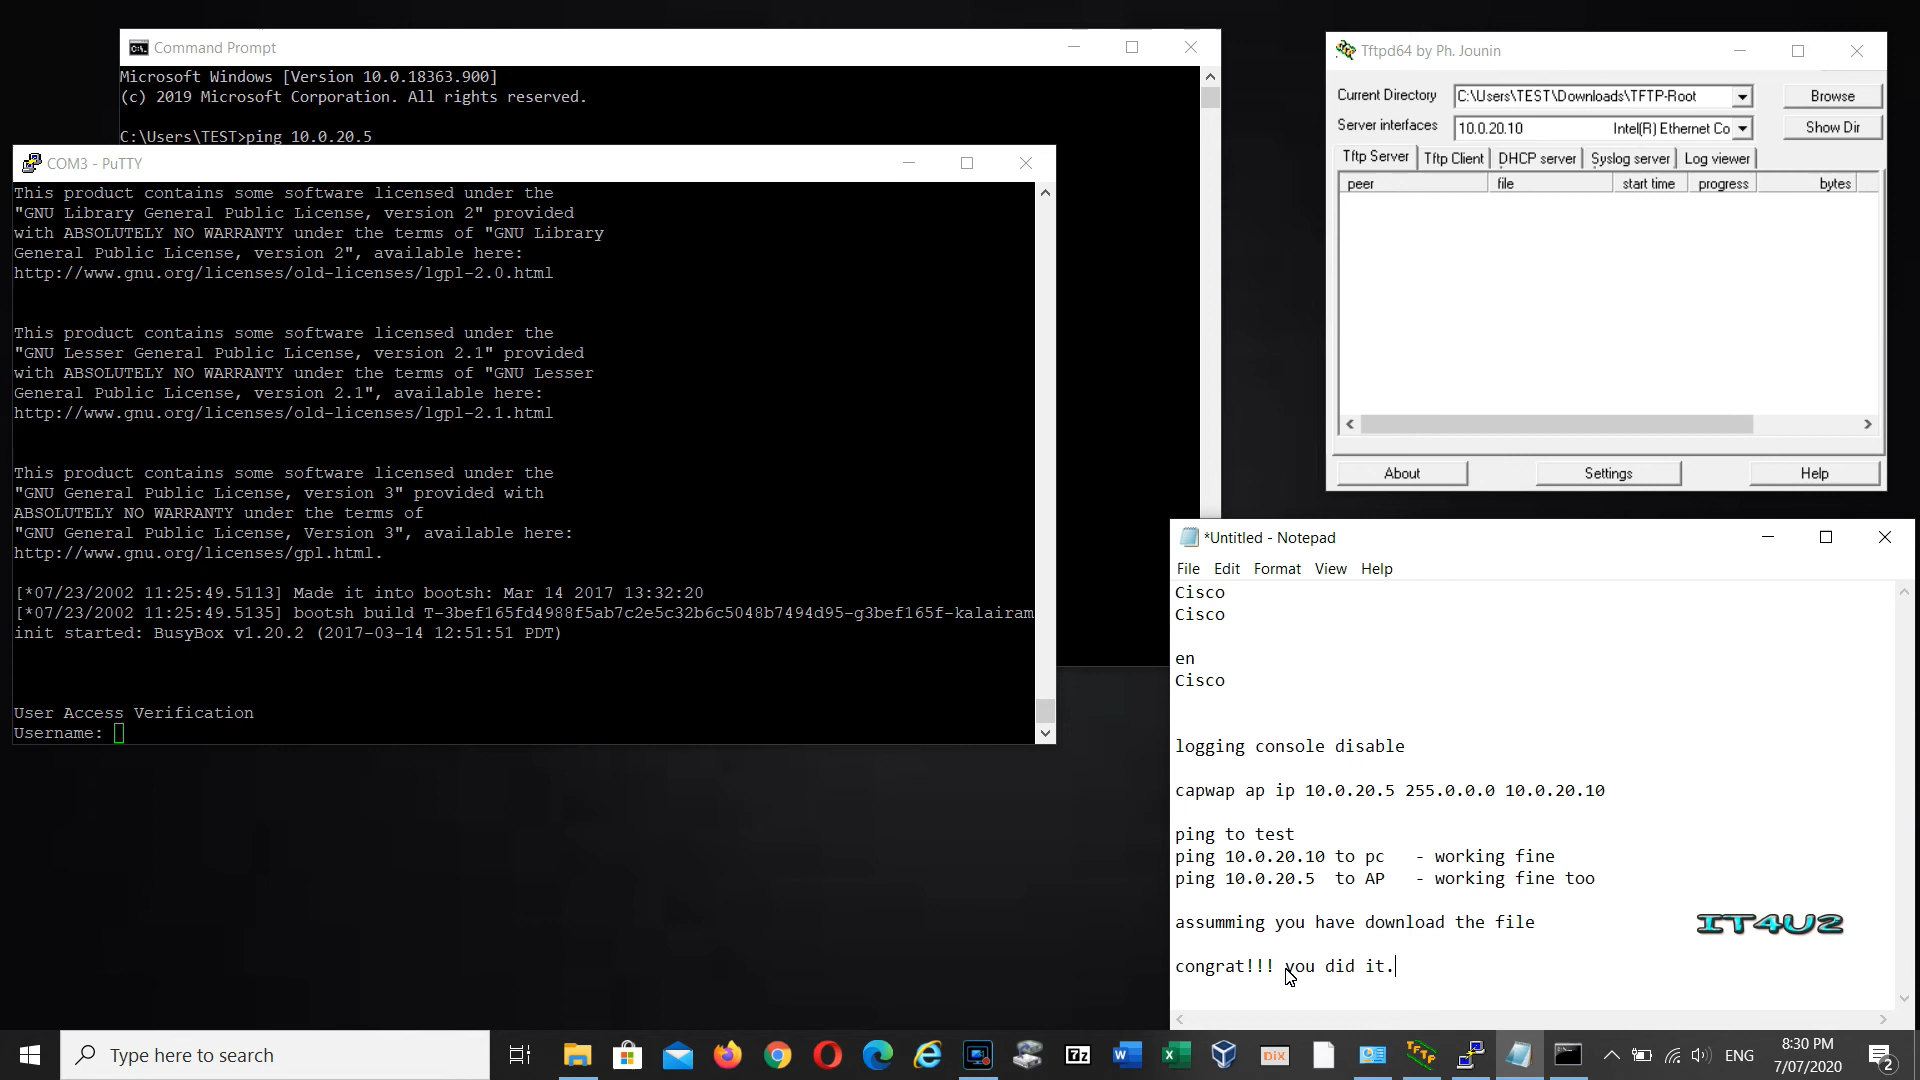 Command Prompt
Microsoft Windows [Version 10.0.18363.900]
(c) 2019 Microsoft Corporation. All rights reserved.
C:\Users\TEST>ping 10.0.20.5
COM3 - PuTTY
This product contains some software licensed under the
"GNU Library General Public License, version 2" provided
with ABSOLUTELY NO WARRANTY under the terms of "GNU Library
General Public License, version 2", available here:
http://www.gnu.org/licenses/old-licenses/lgpl-2.0.html
This product contains some software licensed under the
"GNU Lesser General Public License, version 2.1" provided
with ABSOLUTELY NO WARRANTY under the terms of "GNU Lesser
General Public License, version 2.1", available here:
http://www.gnu.org/licenses/old-licenses/lgpl-2.1.html
This product contains some software licensed under the
"GNU General Public License, version 3" provided with
ABSOLUTELY NO WARRANTY under the terms of
"GNU General Public License, Version 3", available here:
http://www.gnu.org/licenses/gpl.html.
[*07/23/2002 11:25:49.5113] Made it into bootsh: Mar 14 2017 13:32:20
[*07/23/2002 11:25:49.5135] bootsh build T-3bef165fd4988f5ab7c2e5c32b6c5048b7494d95-g3bef165f-kalairam
init started: BusyBox v1.20.2 (2017-03-14 12:51:51 PDT)
User Access Verification
Username:
Tftpd64 by Ph. Jounin
Current Directory C:\Users\TEST\Downloads\TFTP-Root Browse
Server interfaces 10.0.20.10 Intel(R) Ethernet Co Show Dir
Tftp Server Tftp Client DHCP server Syslog server Log viewer
peer file start time progress bytes
About Settings Help
*Untitled - Notepad
File Edit Format View Help
Cisco
Cisco
en
Cisco
logging console disable
capwap ap ip 10.0.20.5 255.0.0.0 10.0.20.10
ping to test
ping 10.0.20.10 to pc - working fine
ping 10.0.20.5 to AP - working fine too
assumming you have download the file
IT4U2
congrat!!! you did it.
Type here to search
7z
DiX
TFTP
ENG
8:30 PM
7/07/2020
2